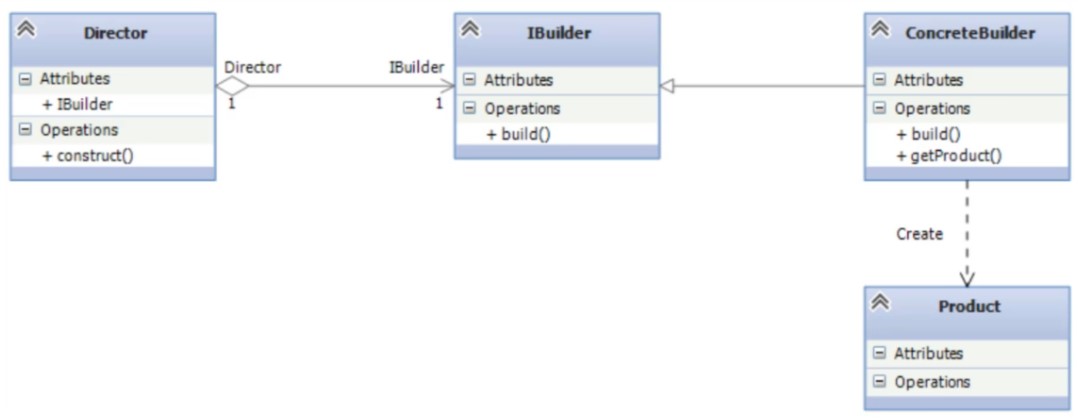 Director
Attributes
+ IBuilder
Operations
+ construct()
Director
1
IBuilder
1
IBuilder
Attributes
Operations
+ build()
ConcreteBuilder
Attributes
Operations
+ build()
+ getProduct()
Create
Product
Attributes
Operations